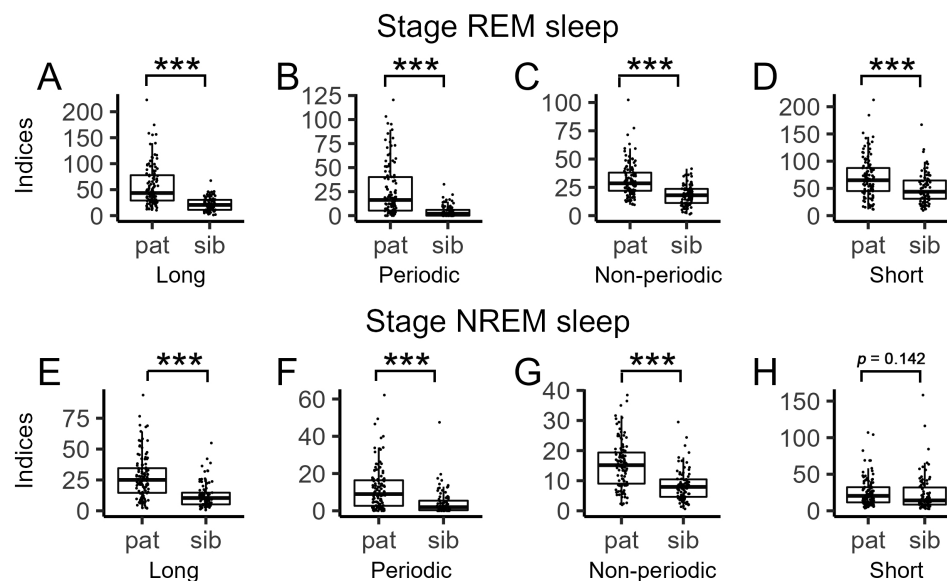 Stage REM sleep
A *** B *** C *** D ***
Indices
200
150
100
50
0
pat sib
Long
125
100
75
50
25
0
pat sib
Periodic
100
75
50
25
0
pat sib
Non-periodic
200
150
100
50
0
pat sib
Short
Stage NREM sleep
E *** F *** G *** H p = 0.142
Indices
75
50
25
0
pat sib
Long
60
40
20
0
pat sib
Periodic
40
30
20
10
0
pat sib
Non-periodic
150
100
50
0
pat sib
Short